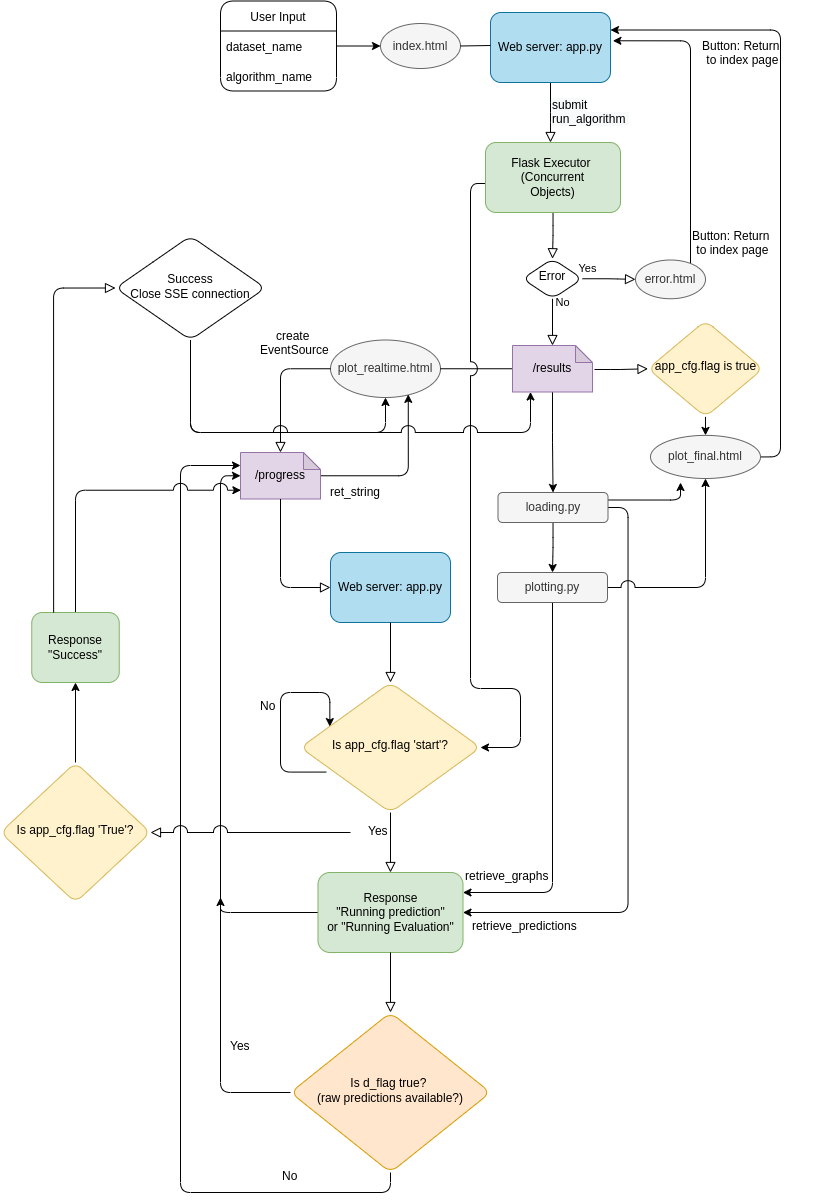 User Input
dataset_name
algorithm_name
index.html
Web server: app.py
Button: Return
to index page
submit
run_algorithm
Flask Executor
(Concurrent
Objects)
Button: Return
to index page
Error
Yes
error.html
No
Success
Close SSE connection
create
EventSource
plot_realtime.html
/results
app_cfg.flag is true
plot_final.html
/progress
ret_string
loading.py
plotting.py
Web server: app.py
Response
"Success"
No
Is app_cfg.flag 'start'?
Is app_cfg.flag 'True'?
Yes
retrieve_graphs
Response
"Running prediction"
or "Running Evaluation"
retrieve_predictions
Yes
Is d_flag true?
(raw predictions available?)
No